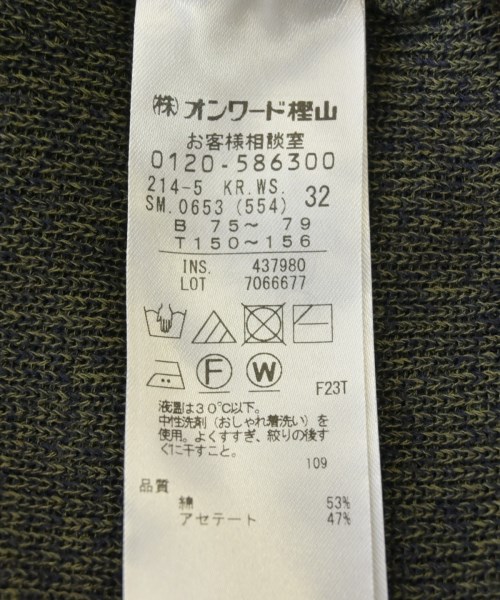 (株)オンワード樫山
お客様相談室
0120-586300
214-5 KR.WS.
SM.0653 (554) 32
B 75～ 79
T150～156
INS. 437980
LOT 7066677
F W
F23T
液温は30℃以下。
中性洗剤（おしゃれ着洗い）を
使用。よくすすぎ、絞りの後す
ぐに干すこと。
109
品質
綿 53%
アセテート 47%